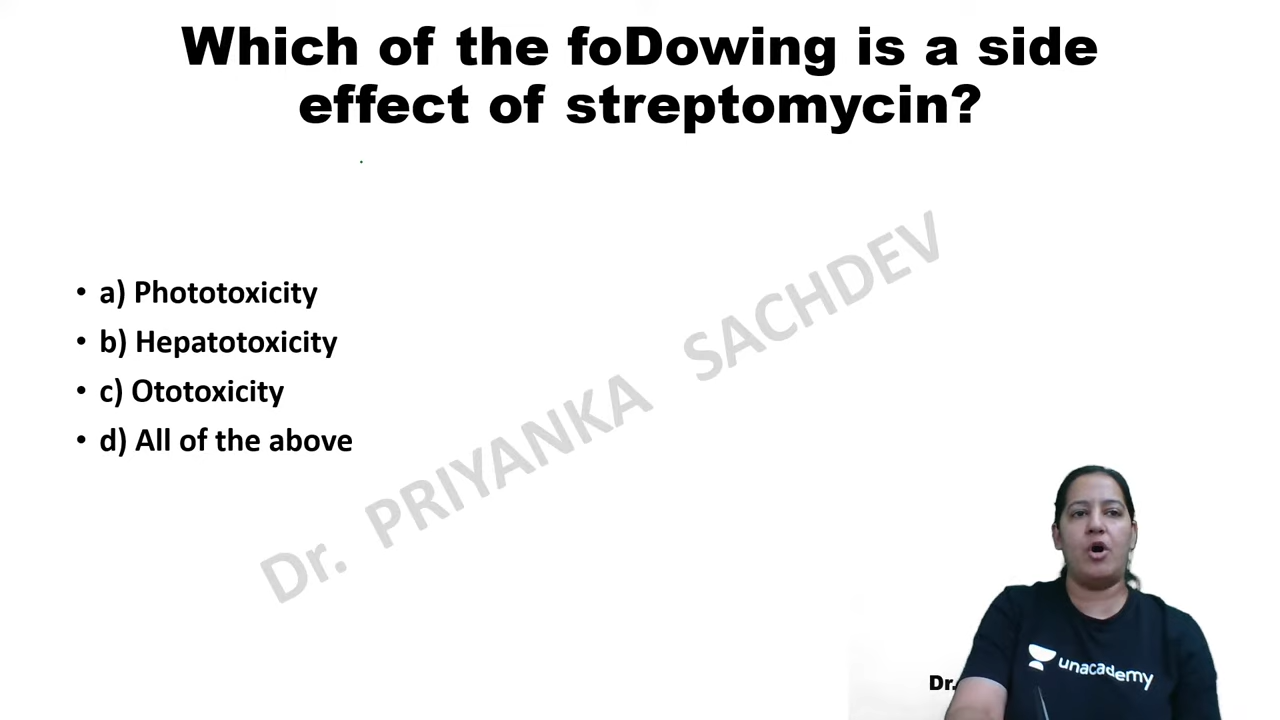 Which of the foDowing is a side
effect of streptomycin?
• a) Phototoxicity
• b) Hepatotoxicity
• c) Ototoxicity
• d) All of the above
Dr. PRIYANKA SACHDEV
unacademy
Dr.